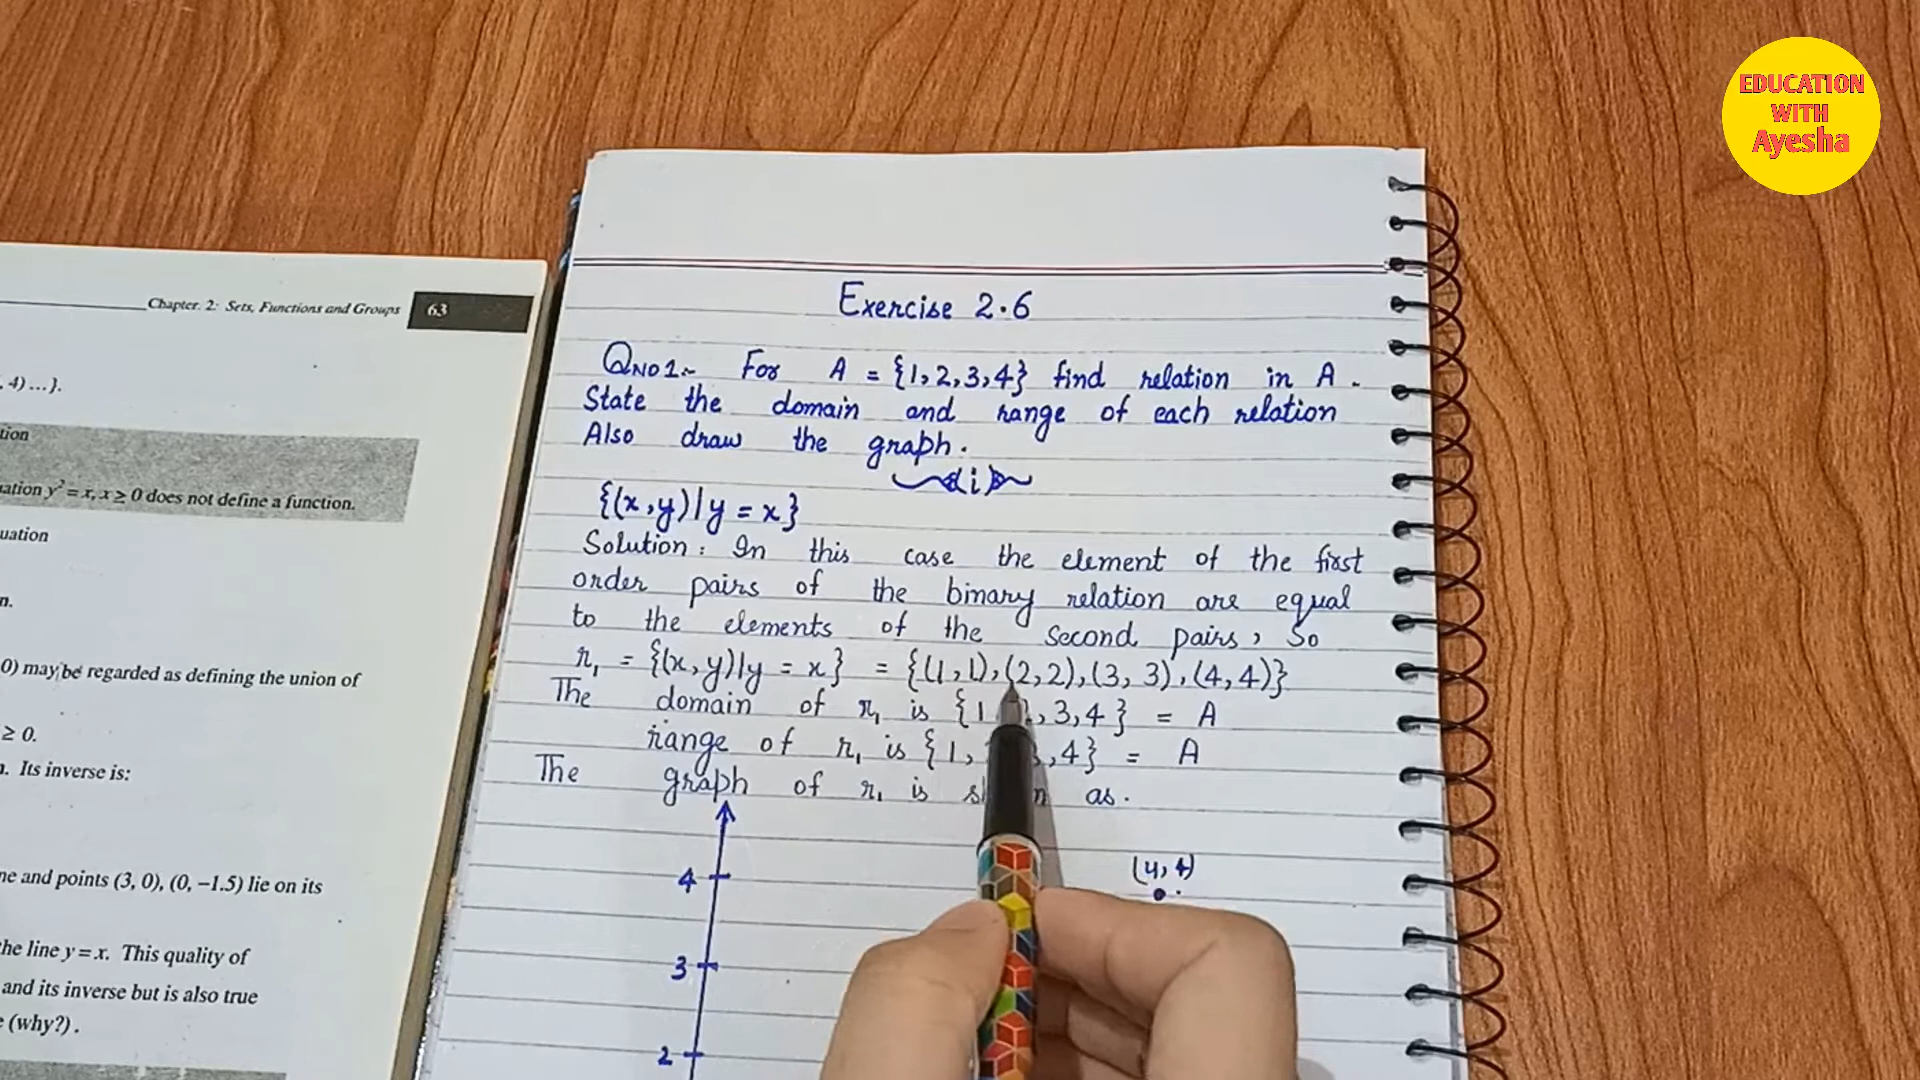 EDUCATION
WITH
Ayesha
Chapter. 2: Sets, Functions and Groups 63
, 4) ...}.
tion
uation y² = x, x ≥ 0 does not define a function.
uation
n.
0) may be regarded as defining the union of
≥ 0.
n. Its inverse is:
ne and points (3, 0), (0, –1.5) lie on its
he line y = x. This quality of
and its inverse but is also true
e (why?).
Exercise 2.6
QNO1~ For A = {1,2,3,4} find relation in A.
State the domain and range of each relation
Also draw the graph.
i
{(x,y)|y = x}
Solution: In this case the element of the first
order pairs of the binary relation are equal
to the elements of the second pairs, So
r₁ = {(x,y)|y = x} = {(1,1),(2,2),(3,3),(4,4)}
The domain of r₁ is {1, , 3,4} = A
range of r₁ is {1, ,4} = A
The graph of r₁ is as.
4
(4,4)
3
2